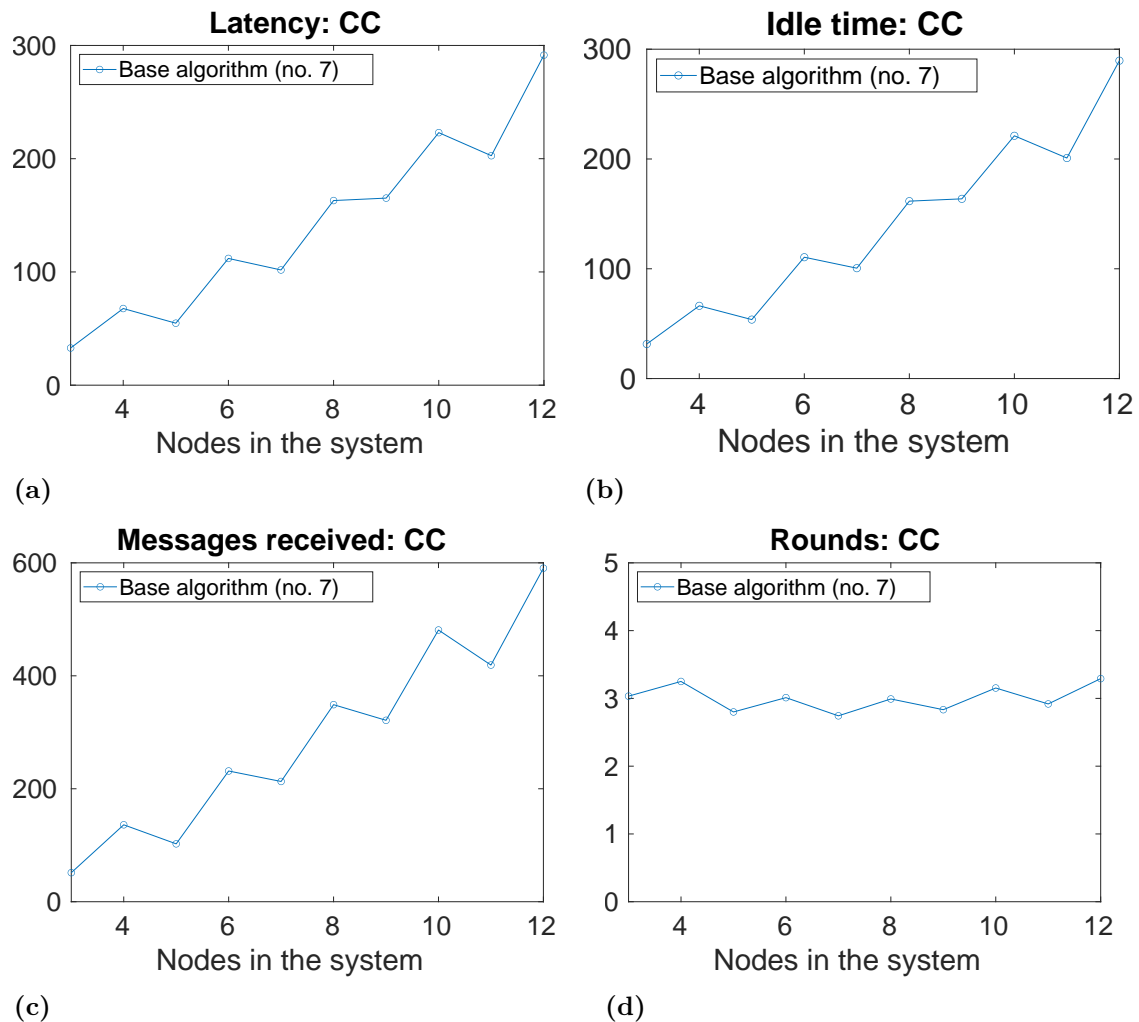 Latency: CC
300
Base algorithm (no. 7)
200
100
0
4 6 8 10 12
Nodes in the system
(a)
Idle time: CC
300
Base algorithm (no. 7)
200
100
0
4 6 8 10 12
Nodes in the system
(b)
Messages received: CC
600
Base algorithm (no. 7)
400
200
0
4 6 8 10 12
Nodes in the system
(c)
Rounds: CC
5
Base algorithm (no. 7)
4
3
2
1
0
4 6 8 10 12
Nodes in the system
(d)